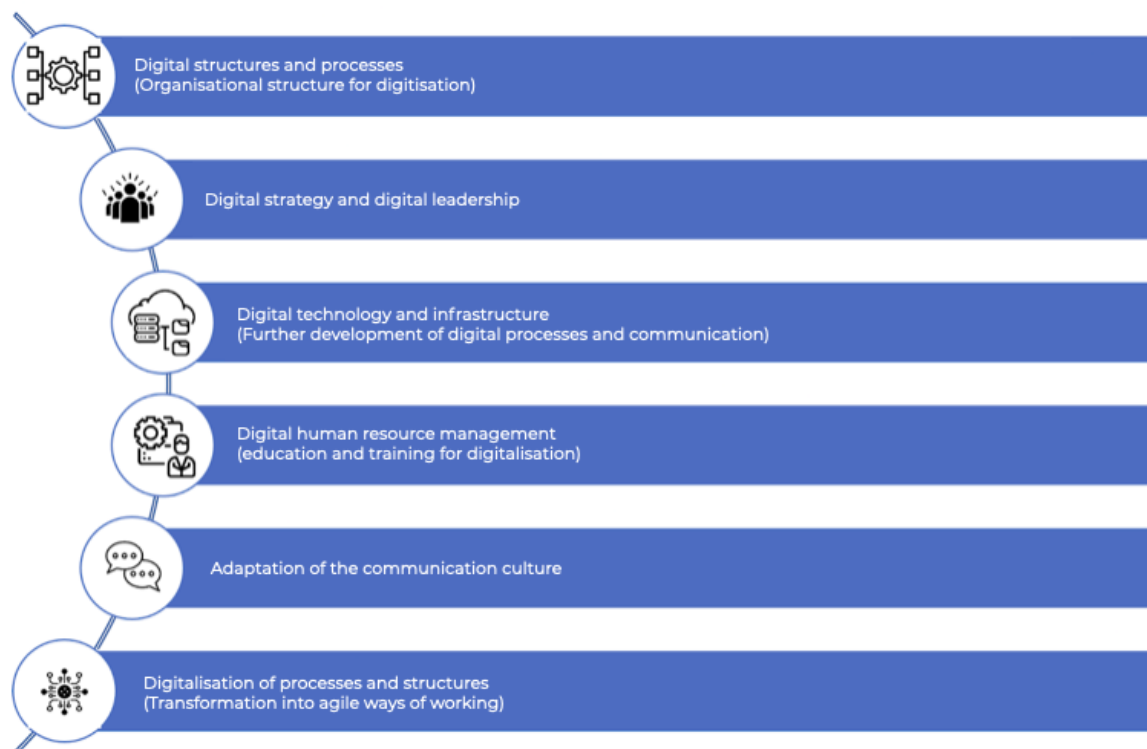 Digital structures and processes
(Organisational structure for digitisation)
Digital strategy and digital leadership
Digital technology and infrastructure
(Further development of digital processes and communication)
Digital human resource management
(education and training for digitalisation)
Adaptation of the communication culture
Digitalisation of processes and structures
(Transformation into agile ways of working)